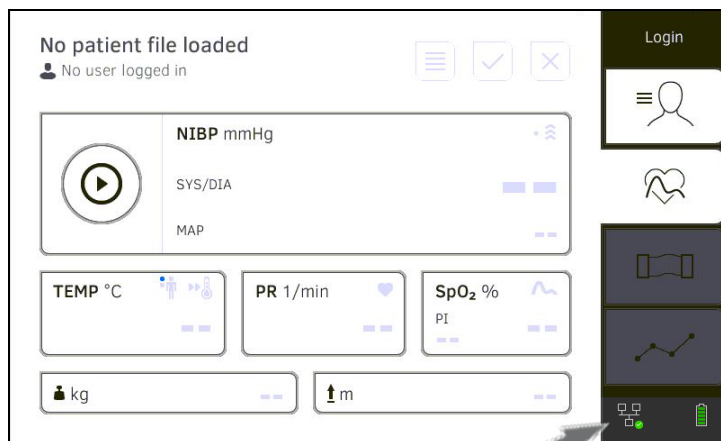 No patient file loaded
No user logged in
Login
NIBP mmHg
SYS/DIA
-- --
MAP
--
TEMP °C
--
PR 1/min
--
SpO₂ %
PI
-- --
kg
--
m
--